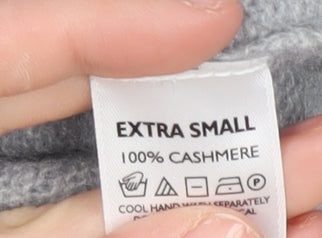 EXTRA SMALL
100% CASHMERE
P
COOL HAND WASH SEPARATELY